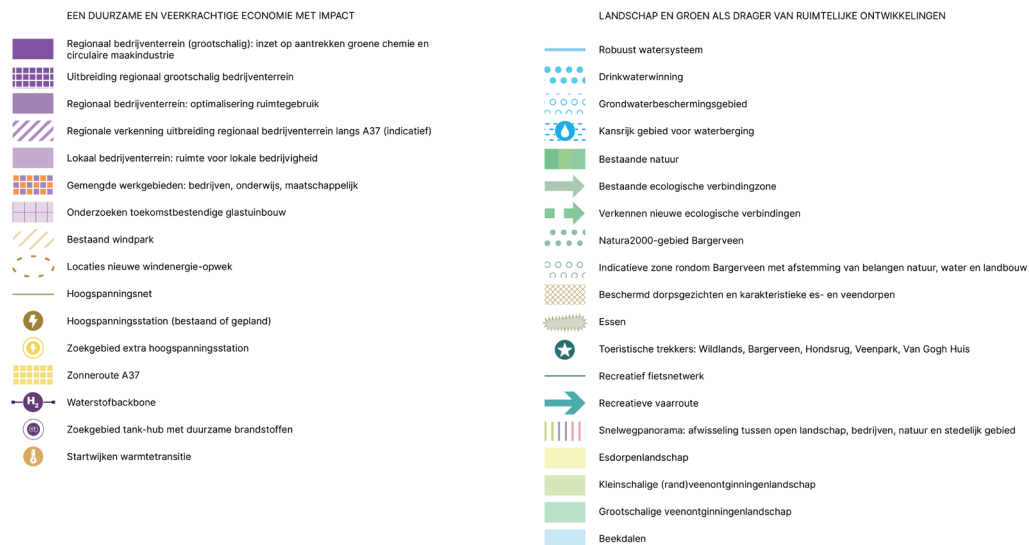 EEN DUURZAME EN VEERKRACHTIGE ECONOMIE MET IMPACT
Regionaal bedrijventerrein (grootschalig): inzet op aantrekken groene chemie en
circulaire maakindustrie
Uitbreiding regionaal grootschalig bedrijventerrein
Regionaal bedrijventerrein: optimalisering ruimtegebruik
Regionale verkenning uitbreiding regionaal bedrijventerrein langs A37 (indicatief)
Lokaal bedrijventerrein: ruimte voor lokale bedrijvigheid
Gemengde werkgebieden: bedrijven, onderwijs, maatschappelijk
Onderzoeken toekomstbestendige glastuinbouw
Bestaand windpark
Locaties nieuwe windenergie-opwek
Hoogspanningsnet
Hoogspanningsstation (bestaand of gepland)
Zoekgebied extra hoogspanningsstation
Zonneroute A37
H2 Waterstofbackbone
Zoekgebied tank-hub met duurzame brandstoffen
Startwijken warmtetransitie
LANDSCHAP EN GROEN ALS DRAGER VAN RUIMTELIJKE ONTWIKKELINGEN
Robuust watersysteem
Drinkwaterwinning
Grondwaterbeschermingsgebied
Kansrijk gebied voor waterberging
Bestaande natuur
Bestaande ecologische verbindingzone
Verkennen nieuwe ecologische verbindingen
Natura2000-gebied Bargerveen
Indicatieve zone rondom Bargerveen met afstemming van belangen natuur, water en landbouw
Beschermd dorpsgezichten en karakteristieke es- en veendorpen
Essen
Toeristische trekkers: Wildlands, Bargerveen, Hondsrug, Veenpark, Van Gogh Huis
Recreatief fietsnetwerk
Recreatieve vaarroute
Snelwegpanorama: afwisseling tussen open landschap, bedrijven, natuur en stedelijk gebied
Esdorpenlandschap
Kleinschalige (rand)veenontginningenlandschap
Grootschalige veenontginningenlandschap
Beekdalen